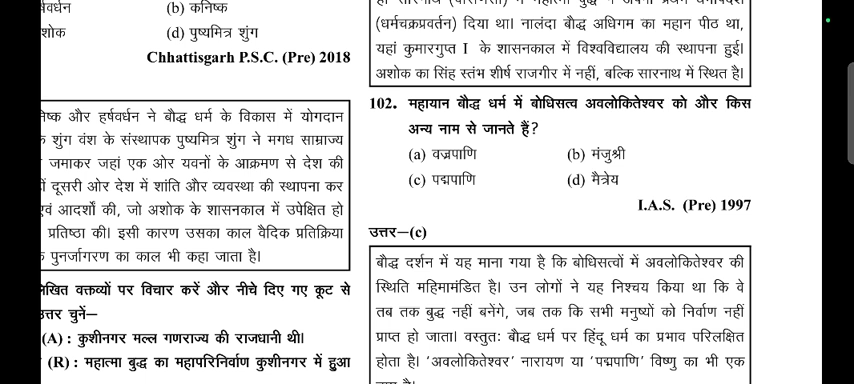 (b) कनिष्क
(d) पुष्यमित्र शुंग
Chhattisgarh P.S.C. (Pre) 2018
और हर्षवर्धन ने बौद्ध धर्म के विकास में योगदान
शुंग वंश के संस्थापक पुष्यमित्र शुंग ने मगध साम्राज्य
जमाकर जहां एक ओर यवनों के आक्रमण से देश की
दूसरी ओर देश में शांति और व्यवस्था की स्थापना कर
एवं आदर्शों की, जो अशोक के शासनकाल में उपेक्षित हो
प्रतिष्ठा की। इसी कारण उसका काल वैदिक प्रतिक्रिया
पुनर्जागरण का काल भी कहा जाता है।
वक्तव्यों पर विचार करें और नीचे दिए गए कूट से
उत्तर चुनें—
(A) : कुशीनगर मल्ल गणराज्य की राजधानी थी।
(R) : महात्मा बुद्ध का महापरिनिर्वाण कुशीनगर में हुआ
(धर्मचक्रप्रवर्तन) दिया था। नालंदा बौद्ध अधिगम का महान पीठ था,
यहां कुमारगुप्त I के शासनकाल में विश्वविद्यालय की स्थापना हुई।
अशोक का सिंह स्तंभ शीर्ष राजगीर में नहीं, बल्कि सारनाथ में स्थित है।
102. महायान बौद्ध धर्म में बोधिसत्व अवलोकितेश्वर को और किस
अन्य नाम से जानते हैं?
(a) वज्रपाणि (b) मंजुश्री
(c) पद्मपाणि (d) मैत्रेय
I.A.S. (Pre) 1997
उत्तर—(c)
बौद्ध दर्शन में यह माना गया है कि बोधिसत्वों में अवलोकितेश्वर की
स्थिति महिमामंडित है। उन लोगों ने यह निश्चय किया था कि वे
तब तक बुद्ध नहीं बनेंगे, जब तक कि सभी मनुष्यों को निर्वाण नहीं
प्राप्त हो जाता। वस्तुतः बौद्ध धर्म पर हिंदू धर्म का प्रभाव परिलक्षित
होता है। 'अवलोकितेश्वर' नारायण या 'पद्मपाणि' विष्णु का भी एक